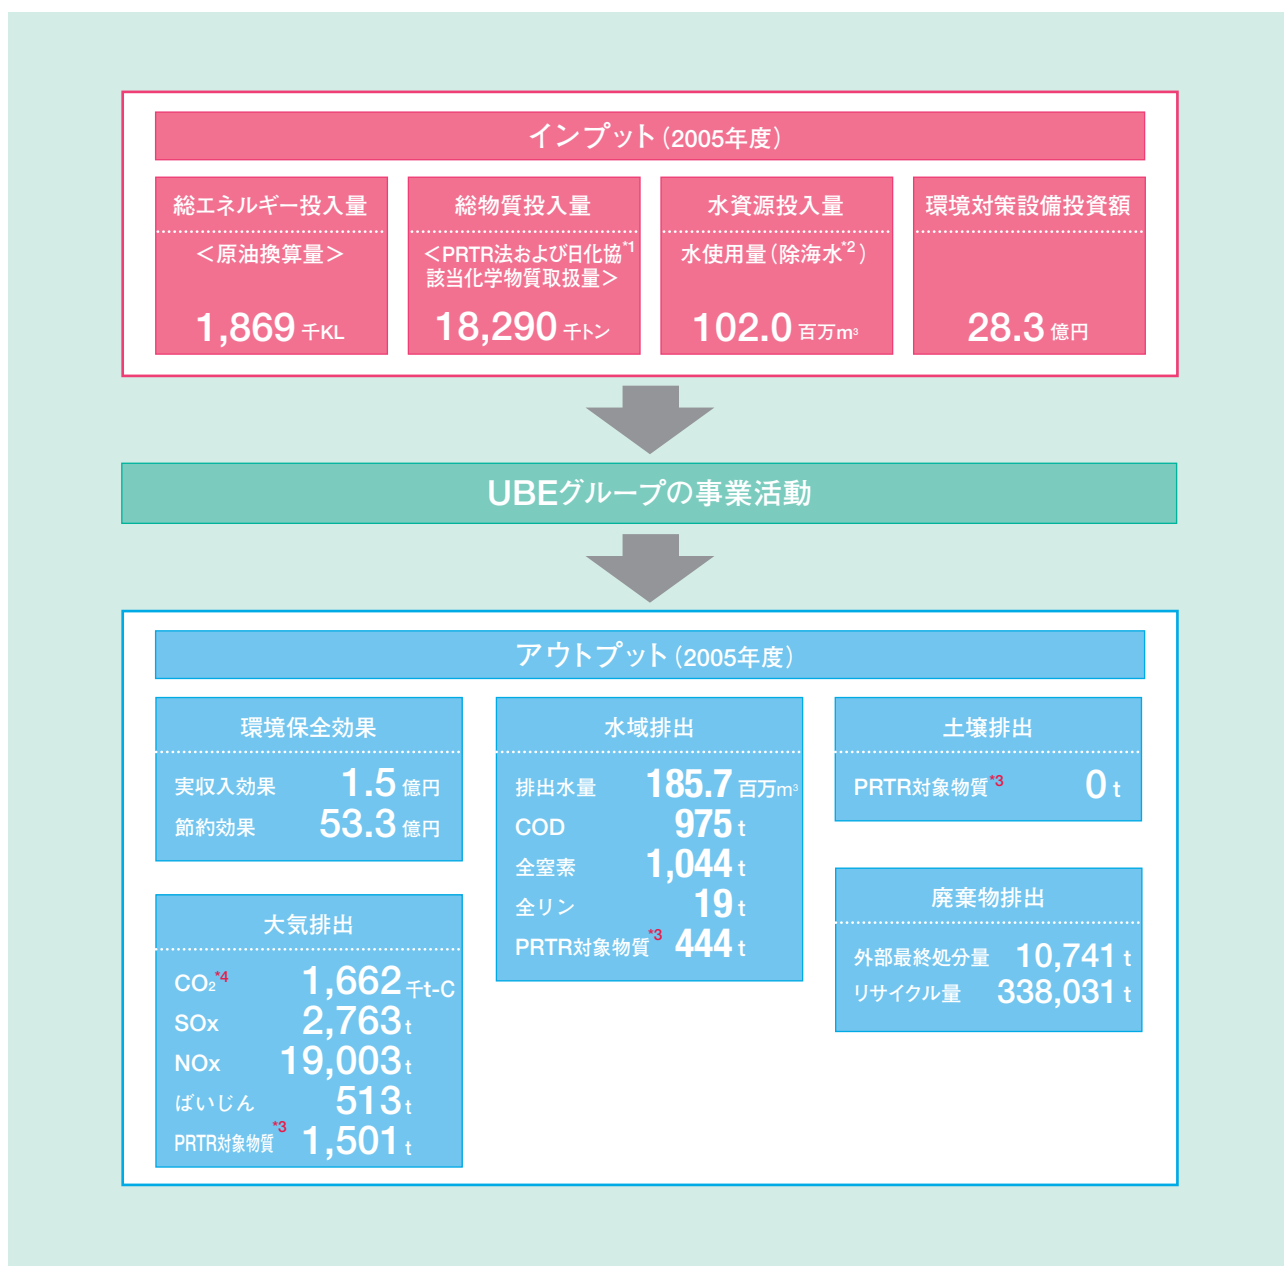 インプット（2005年度）
総エネルギー投入量
＜原油換算量＞
1,869 千KL
総物質投入量
＜PRTR法および日化協*1
該当化学物質取扱量＞
18,290 千トン
水資源投入量
水使用量（除海水*2）
102.0 百万m³
環境対策設備投資額
28.3 億円
UBEグループの事業活動
アウトプット（2005年度）
環境保全効果
実収入効果 1.5 億円
節約効果 53.3 億円
大気排出
CO₂*4 1,662 千t-C
SOx 2,763 t
NOx 19,003 t
ばいじん 513 t
PRTR対象物質*3 1,501 t
水域排出
排出水量 185.7 百万m³
COD 975 t
全窒素 1,044 t
全リン 19 t
PRTR対象物質*3 444 t
土壌排出
PRTR対象物質*3 0 t
廃棄物排出
外部最終処分量 10,741 t
リサイクル量 338,031 t